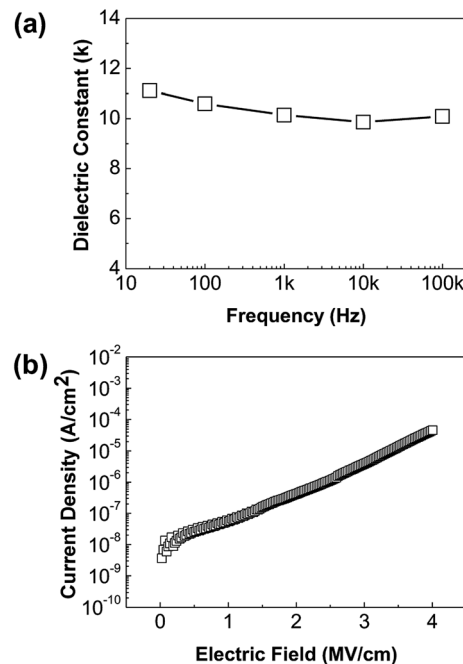 (a)
Dielectric Constant (k)
14
12
10
8
6
4
10 100 1k 10k 100k
Frequency (Hz)
(b)
Current Density (A/cm²)
10⁻²
10⁻³
10⁻⁴
10⁻⁵
10⁻⁶
10⁻⁷
10⁻⁸
10⁻⁹
10⁻¹⁰
0 1 2 3 4
Electric Field (MV/cm)